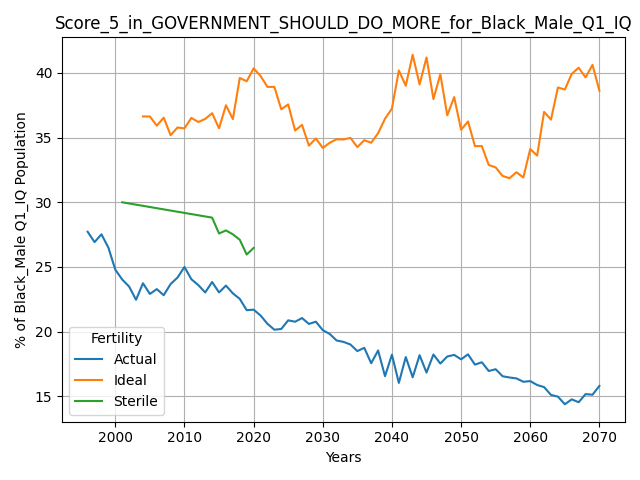 Score_5_in_GOVERNMENT_SHOULD_DO_MORE_for_Black_Male_Q1_IQ
% of Black_Male Q1_IQ Population
40
35
30
25
20
15
Fertility
Actual
Ideal
Sterile
2000 2010 2020 2030 2040 2050 2060 2070
Years